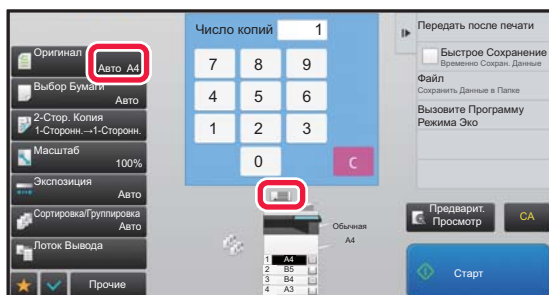 Число копий 1
Оригинал
Авто A4
Выбор Бумаги
Авто
2-Стор. Копия
1-Сторонн.→1-Сторонн.
Масштаб
100%
Экспозиция
Авто
Сортировка/Группировка
Авто
Лоток Вывода
Прочие
7 8 9
4 5 6
1 2 3
0 C
Обычная
A4
1 A4
2 B5
3 B4
4 A3
Передать после печати
Быстрое Сохранение
Временно Сохран. Данные
Файл
Сохранить Данные в Папке
Вызовите Программу
Режима Эко
Предварит.
Просмотр
CA
Старт